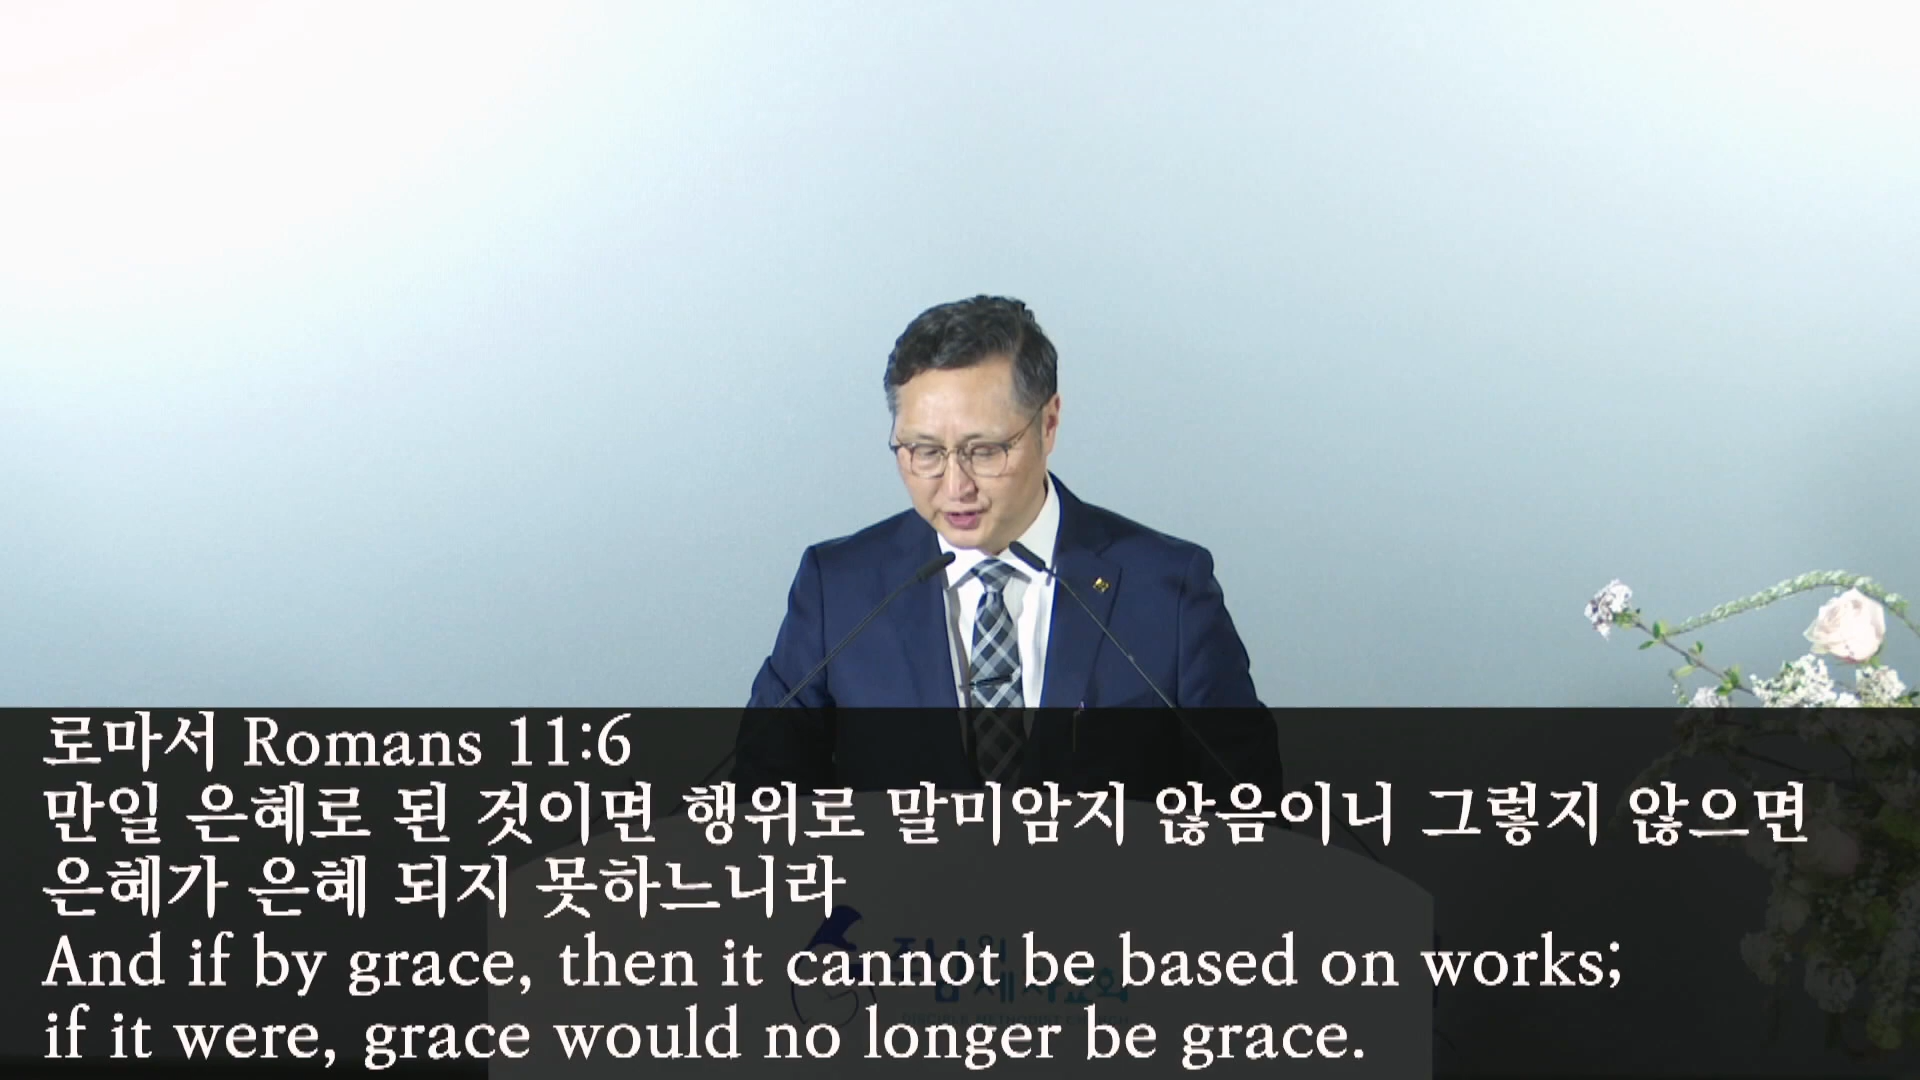 로마서 Romans 11:6
만일 은혜로 된 것이면 행위로 말미암지 않음이니 그렇지 않으면
은혜가 은혜 되지 못하느니라
And if by grace, then it cannot be based on works;
if it were, grace would no longer be grace.